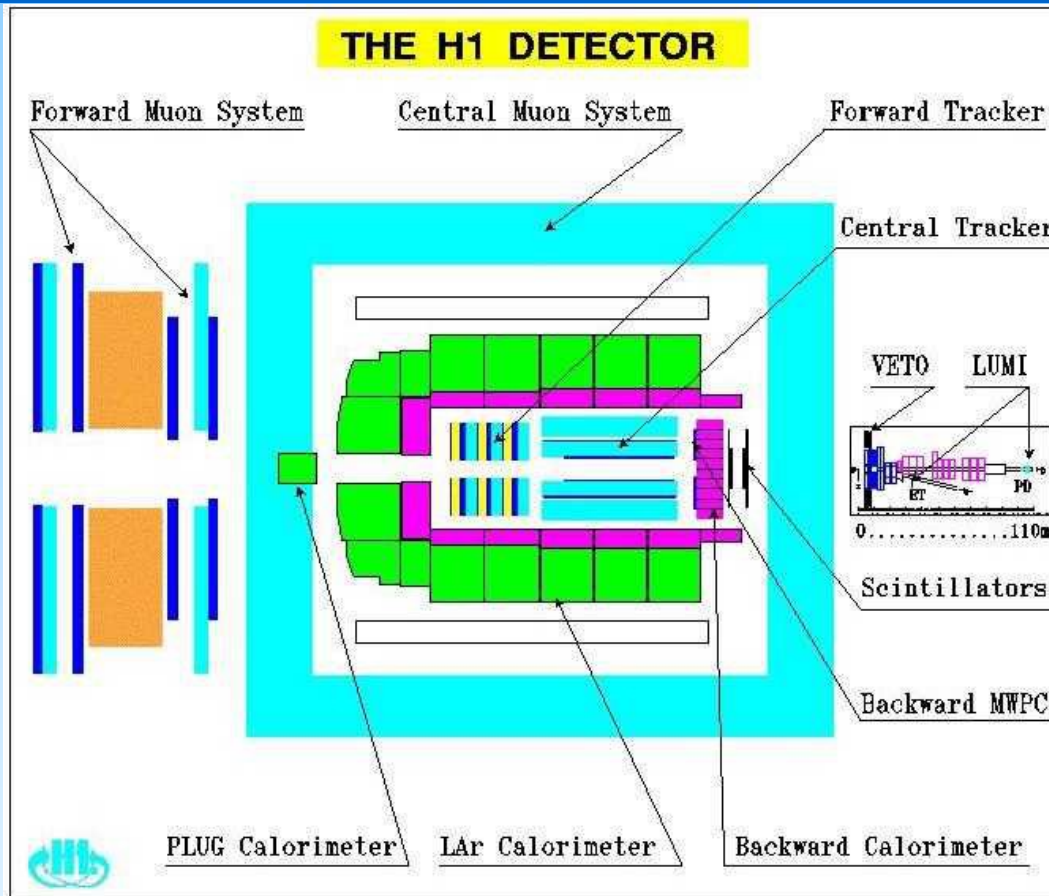 THE H1 DETECTOR
Forward Muon System
Central Muon System
Forward Tracker
Central Tracker
VETO
LUMI
ET
PD
0..............110m
Scintillators
Backward MWPC
PLUG Calorimeter
LAr Calorimeter
Backward Calorimeter
H1